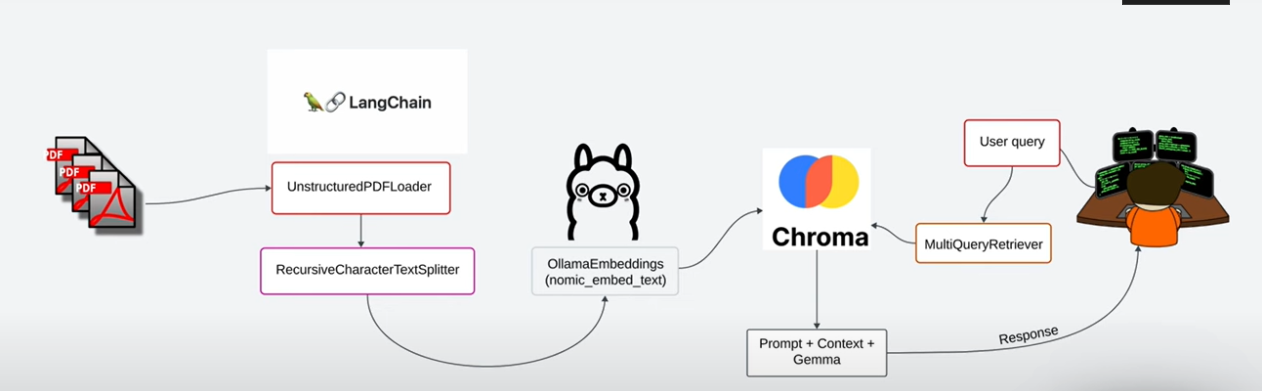 LangChain
PDF
PDF
PDF
UnstructuredPDFLoader
RecursiveCharacterTextSplitter
OllamaEmbeddings
(nomic_embed_text)
Chroma
User query
MultiQueryRetriever
Prompt + Context +
Gemma
Response